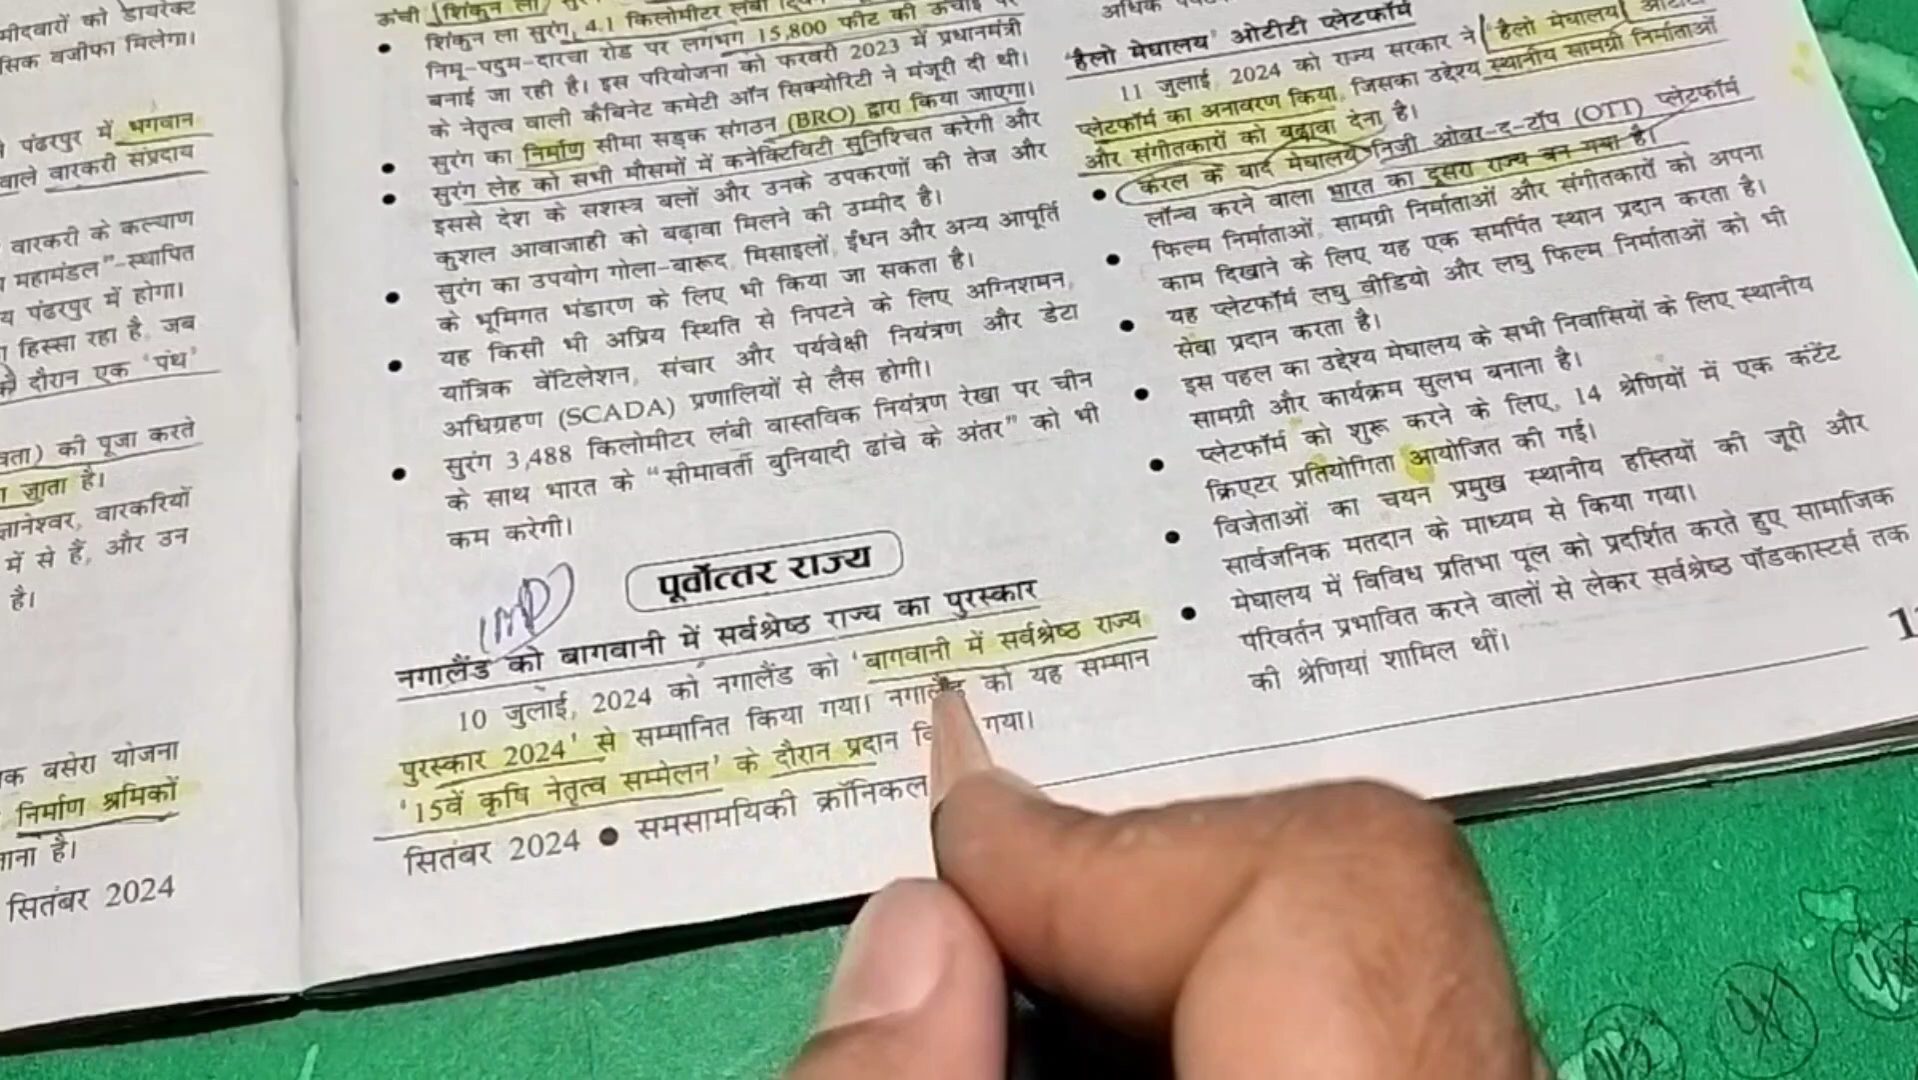 मीदवारों को डायरेक्ट
सिक वजीफा मिलेगा।
पंढरपुर में भगवान
वाले वारकरी संप्रदाय
वारकरी के कल्याण
महामंडल"-स्थापित
य पंढरपुर में होगा।
हिस्सा रहा है, जब
दौरान एक 'पंथ'
वता) की पूजा करते
जाता है।
ज्ञानेश्वर, वारकरियों
में से हैं, और उन
है।
क बसेरा योजना
निर्माण श्रमिकों
ाना है।
सितंबर 2024
ऊंची (शिंकुन ला)
• शिंकुन ला सुरंग, 4.1 किलोमीटर लंबी
निमू-पदुम-दारचा रोड पर लगभग 15,800 फीट की ऊंचाई पर
बनाई जा रही है। इस परियोजना को फरवरी 2023 में प्रधानमंत्री
के नेतृत्व वाली कैबिनेट कमेटी ऑन सिक्योरिटी ने मंजूरी दी थी।
• सुरंग का निर्माण सीमा सड़क संगठन (BRO) द्वारा किया जाएगा।
• सुरंग लेह को सभी मौसमों में कनेक्टिविटी सुनिश्चित करेगी और
इससे देश के सशस्त्र बलों और उनके उपकरणों की तेज और
कुशल आवाजाही को बढ़ावा मिलने की उम्मीद है।
• सुरंग का उपयोग गोला-बारूद, मिसाइलों, ईंधन और अन्य आपूर्ति
के भूमिगत भंडारण के लिए भी किया जा सकता है।
• यह किसी भी अप्रिय स्थिति से निपटने के लिए अग्निशमन,
यांत्रिक वेंटिलेशन, संचार और पर्यवेक्षी नियंत्रण और डेटा
अधिग्रहण (SCADA) प्रणालियों से लैस होगी।
• सुरंग 3,488 किलोमीटर लंबी वास्तविक नियंत्रण रेखा पर चीन
के साथ भारत के "सीमावर्ती बुनियादी ढांचे के अंतर" को भी
कम करेगी।
पूर्वोत्तर राज्य
IMP
नगालैंड को बागवानी में सर्वश्रेष्ठ राज्य का पुरस्कार
10 जुलाई, 2024 को नगालैंड को 'बागवानी में सर्वश्रेष्ठ राज्य
पुरस्कार 2024' से सम्मानित किया गया। नगालैंड को यह सम्मान
'15वें कृषि नेतृत्व सम्मेलन' के दौरान प्रदान गया।
सितंबर 2024 ● समसामयिकी क्रॉनिकल
अधिक
'हैलो मेघालय' ओटीटी प्लेटफॉर्म
11 जुलाई, 2024 को राज्य सरकार ने 'हैलो मेघालय' ओटीटी
प्लेटफॉर्म का अनावरण किया, जिसका उद्देश्य स्थानीय सामग्री निर्माताओं
और संगीतकारों को बढ़ावा देना है।
• केरल के बाद मेघालय निजी ओवर-द-टॉप (OTT) प्लेटफॉर्म
लॉन्च करने वाला भारत का दूसरा राज्य बन गया है।
• फिल्म निर्माताओं, सामग्री निर्माताओं और संगीतकारों को अपना
काम दिखाने के लिए यह एक समर्पित स्थान प्रदान करता है।
• यह प्लेटफॉर्म लघु वीडियो और लघु फिल्म निर्माताओं को भी
सेवा प्रदान करता है।
• इस पहल का उद्देश्य मेघालय के सभी निवासियों के लिए स्थानीय
सामग्री और कार्यक्रम सुलभ बनाना है।
• प्लेटफॉर्म को शुरू करने के लिए, 14 श्रेणियों में एक कंटेंट
क्रिएटर प्रतियोगिता आयोजित की गई।
• विजेताओं का चयन प्रमुख स्थानीय हस्तियों की जूरी और
सार्वजनिक मतदान के माध्यम से किया गया।
• मेघालय में विविध प्रतिभा पूल को प्रदर्शित करते हुए सामाजिक
परिवर्तन प्रभावित करने वालों से लेकर सर्वश्रेष्ठ पॉडकास्टर्स तक
की श्रेणियां शामिल थीं।